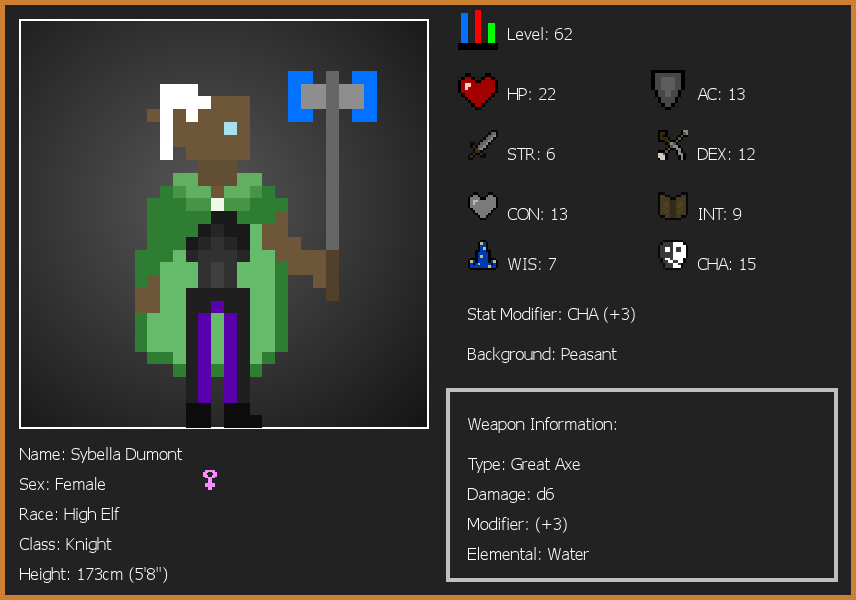 Level: 62
HP: 22
AC: 13
STR: 6
DEX: 12
CON: 13
INT: 9
WIS: 7
CHA: 15
Stat Modifier: CHA (+3)
Background: Peasant
Weapon Information:
Type: Great Axe
Damage: d6
Modifier: (+3)
Elemental: Water
Name: Sybella Dumont
Sex: Female
Race: High Elf
Class: Knight
Height: 173cm (5'8")